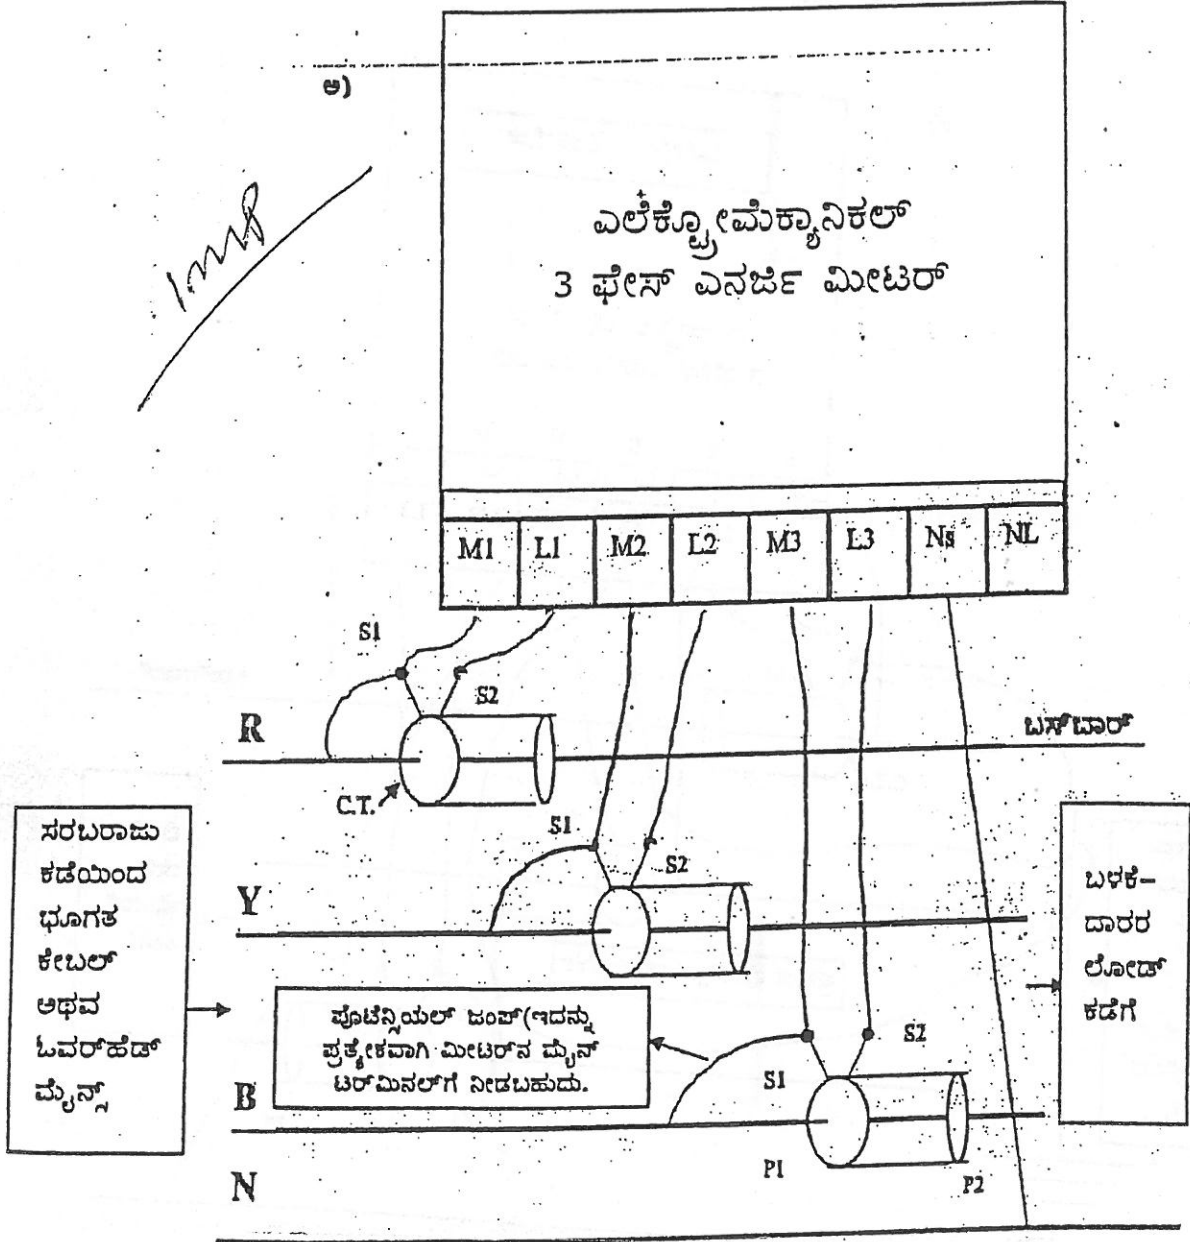 ಅ)
ಎಲೆಕ್ಟ್ರೋಮೆಕ್ಯಾನಿಕಲ್
3 ಫೇಸ್ ಎನರ್ಜಿ ಮೀಟರ್
M1 L1 M2 L2 M3 L3 Ns NL
S1
S2
R
ಬಸ್‌ಬಾರ್
C.T.
S1
S2
Y
ಸರಬರಾಜು
ಕಡೆಯಿಂದ
ಭೂಗತ
ಕೇಬಲ್
ಅಥವ
ಓವರ್‌ಹೆಡ್
ಮೈನ್ಸ್
ಬಳಕೆ–
ದಾರರ
ಲೋಡ್
ಕಡೆಗೆ
ಪೊಟೆನ್ಸಿಯಲ್ ಜಂಪ್(ಇದನ್ನು
ಪ್ರತ್ಯೇಕವಾಗಿ ಮೀಟರ್‌ನ ಮೈನ್
ಟರ್‌ಮಿನಲ್‌ಗೆ ನೀಡಬಹುದು.
S2
S1
B
P1
P2
N